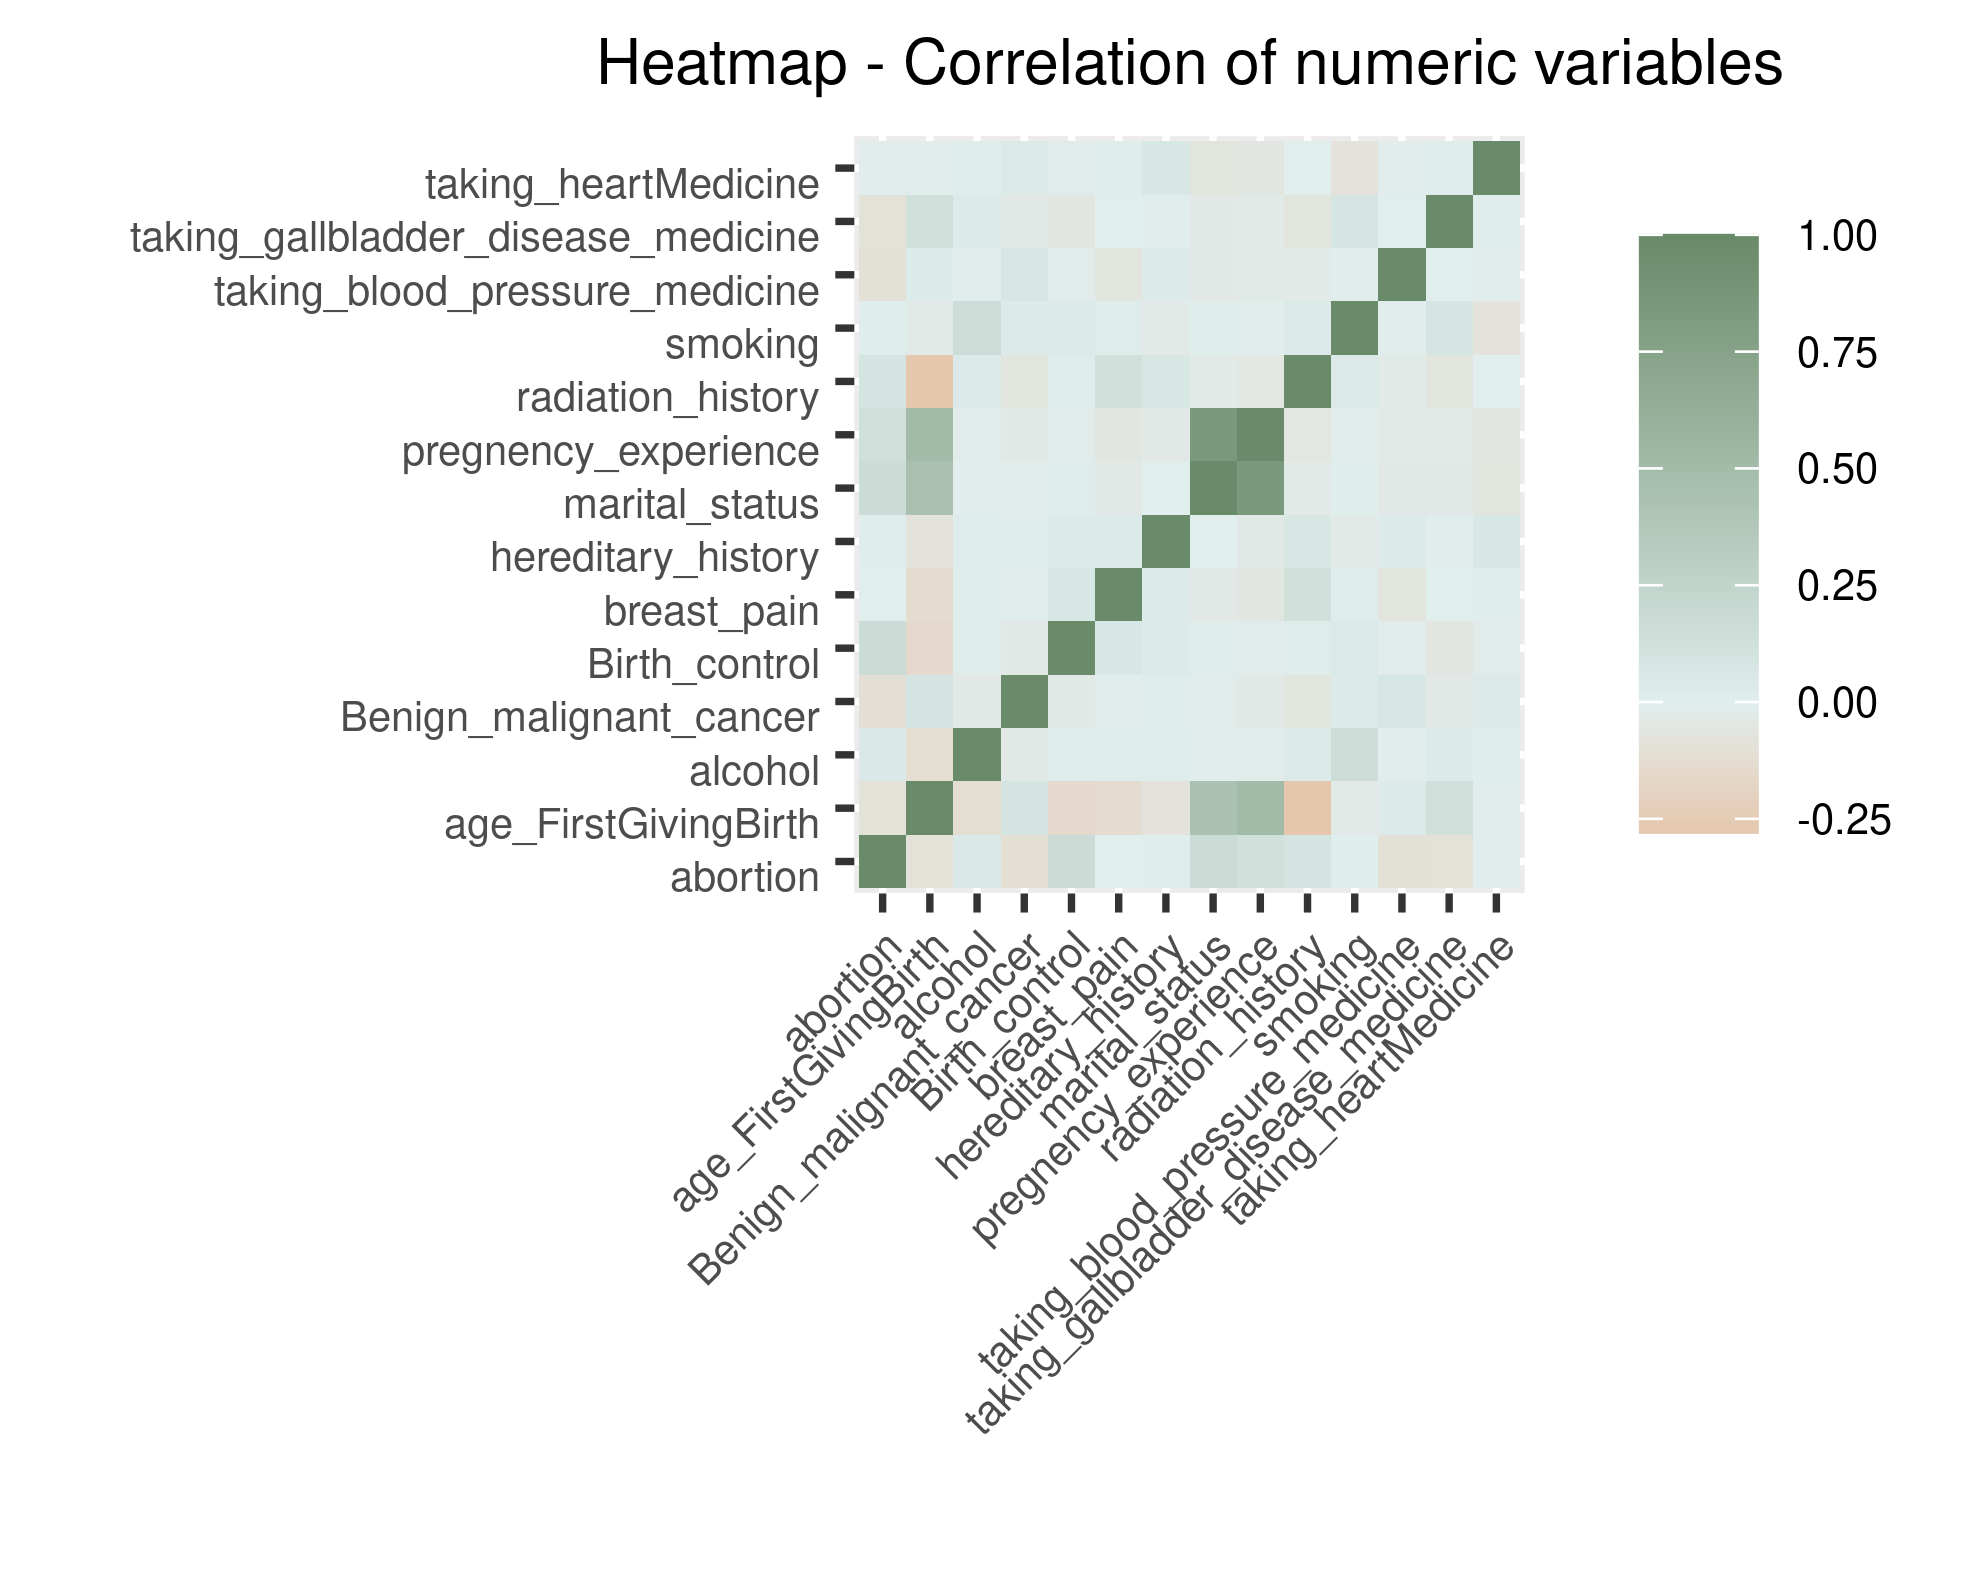 Heatmap - Correlation of numeric variables
taking_heartMedicine
taking_gallbladder_disease_medicine
taking_blood_pressure_medicine
smoking
radiation_history
pregnency_experience
marital_status
hereditary_history
breast_pain
Birth_control
Benign_malignant_cancer
alcohol
age_FirstGivingBirth
abortion
1.00
0.75
0.50
0.25
0.00
-0.25
abortion
age_FirstGivingBirth
alcohol
Benign_malignant_cancer
Birth_control
breast_pain
hereditary_history
marital_status
pregnency_experience
radiation_history
smoking
taking_blood_pressure_medicine
taking_gallbladder_disease_medicine
taking_heartMedicine